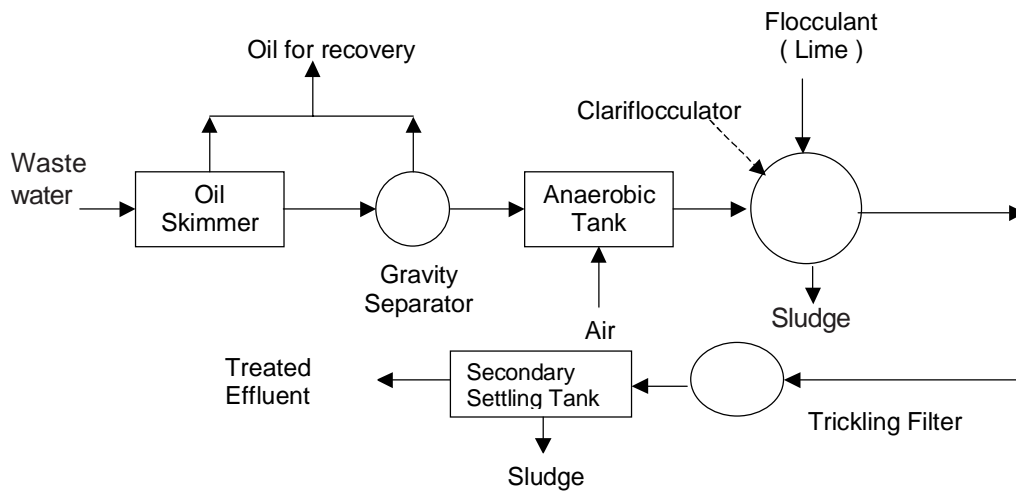 Flocculant
( Lime )
Oil for recovery
Clariflocculator
Waste
water
Oil
Skimmer
Anaerobic
Tank
Gravity
Separator
Sludge
Air
Treated
Effluent
Secondary
Settling Tank
Trickling Filter
Sludge